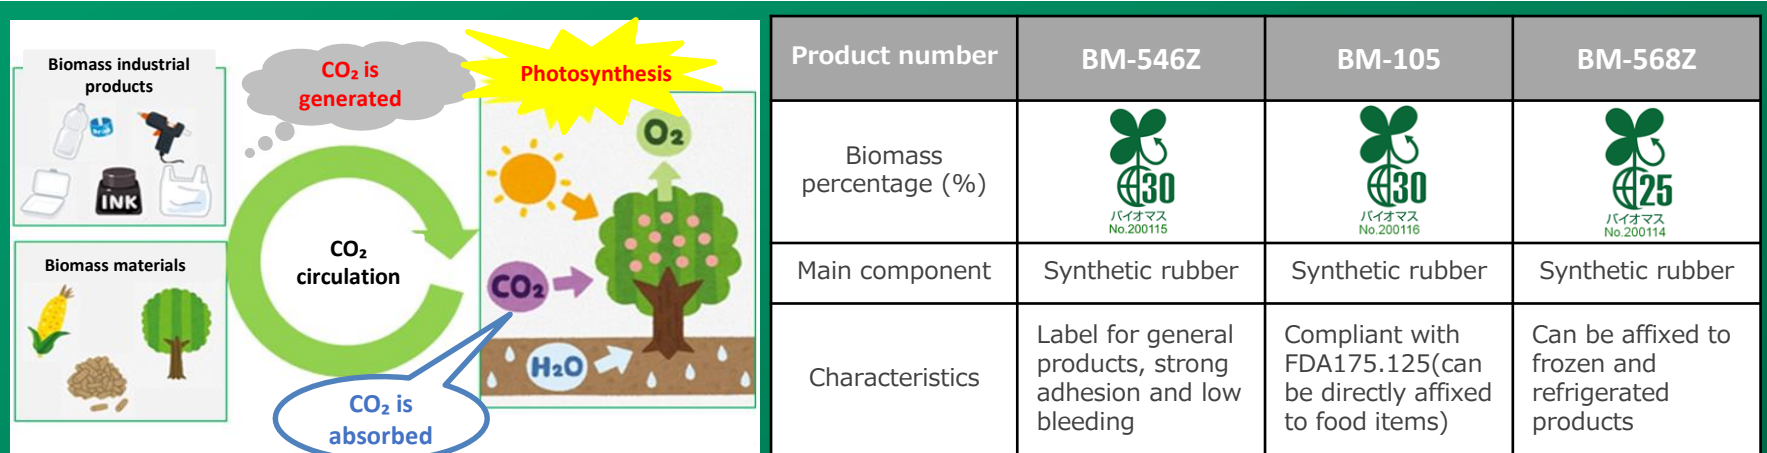 Biomass industrial
products
INK
Biomass materials
CO₂ is
generated
CO₂
circulation
CO₂ is
absorbed
Photosynthesis
O₂
CO₂
H₂O
Product number
BM-546Z
BM-105
BM-568Z
Biomass
percentage (%)
30
バイオマス
No.200115
30
バイオマス
No.200116
25
バイオマス
No.200114
Main component
Synthetic rubber
Synthetic rubber
Synthetic rubber
Characteristics
Label for general
products, strong
adhesion and low
bleeding
Compliant with
FDA175.125(can
be directly affixed
to food items)
Can be affixed to
frozen and
refrigerated
products